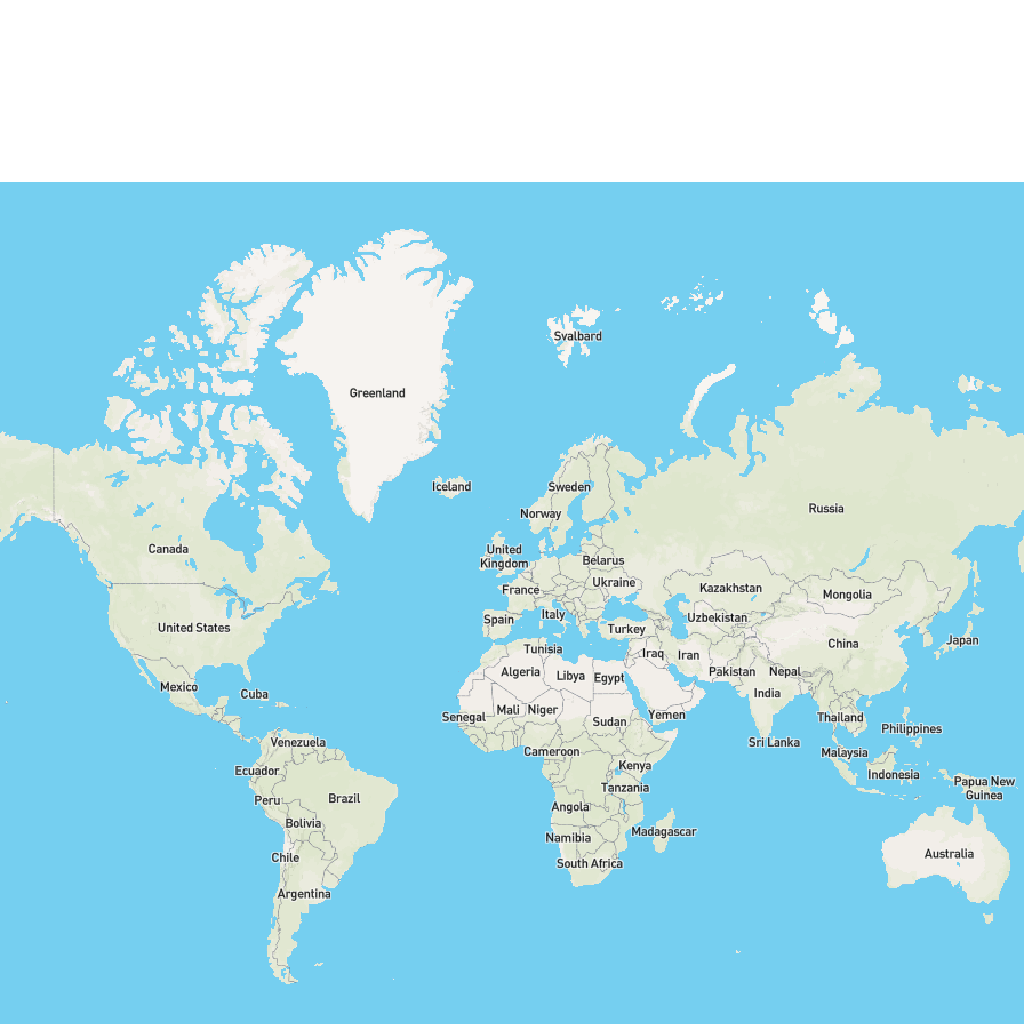 Svalbard
Greenland
Iceland
Sweden
Russia
Norway
Canada
United
Kingdom
Belarus
Ukraine
France
Kazakhstan
Mongolia
Spain
Italy
Uzbekistan
United States
Turkey
Japan
China
Tunisia
Iraq
Iran
Algeria
Libya
Egypt
Pakistan
Nepal
Mexico
Cuba
India
Mali
Niger
Senegal
Sudan
Yemen
Thailand
Philippines
Venezuela
Cameroon
Sri Lanka
Malaysia
Ecuador
Kenya
Indonesia
Papua New
Guinea
Peru
Brazil
Tanzania
Angola
Bolivia
Namibia
Madagascar
Chile
South Africa
Australia
Argentina